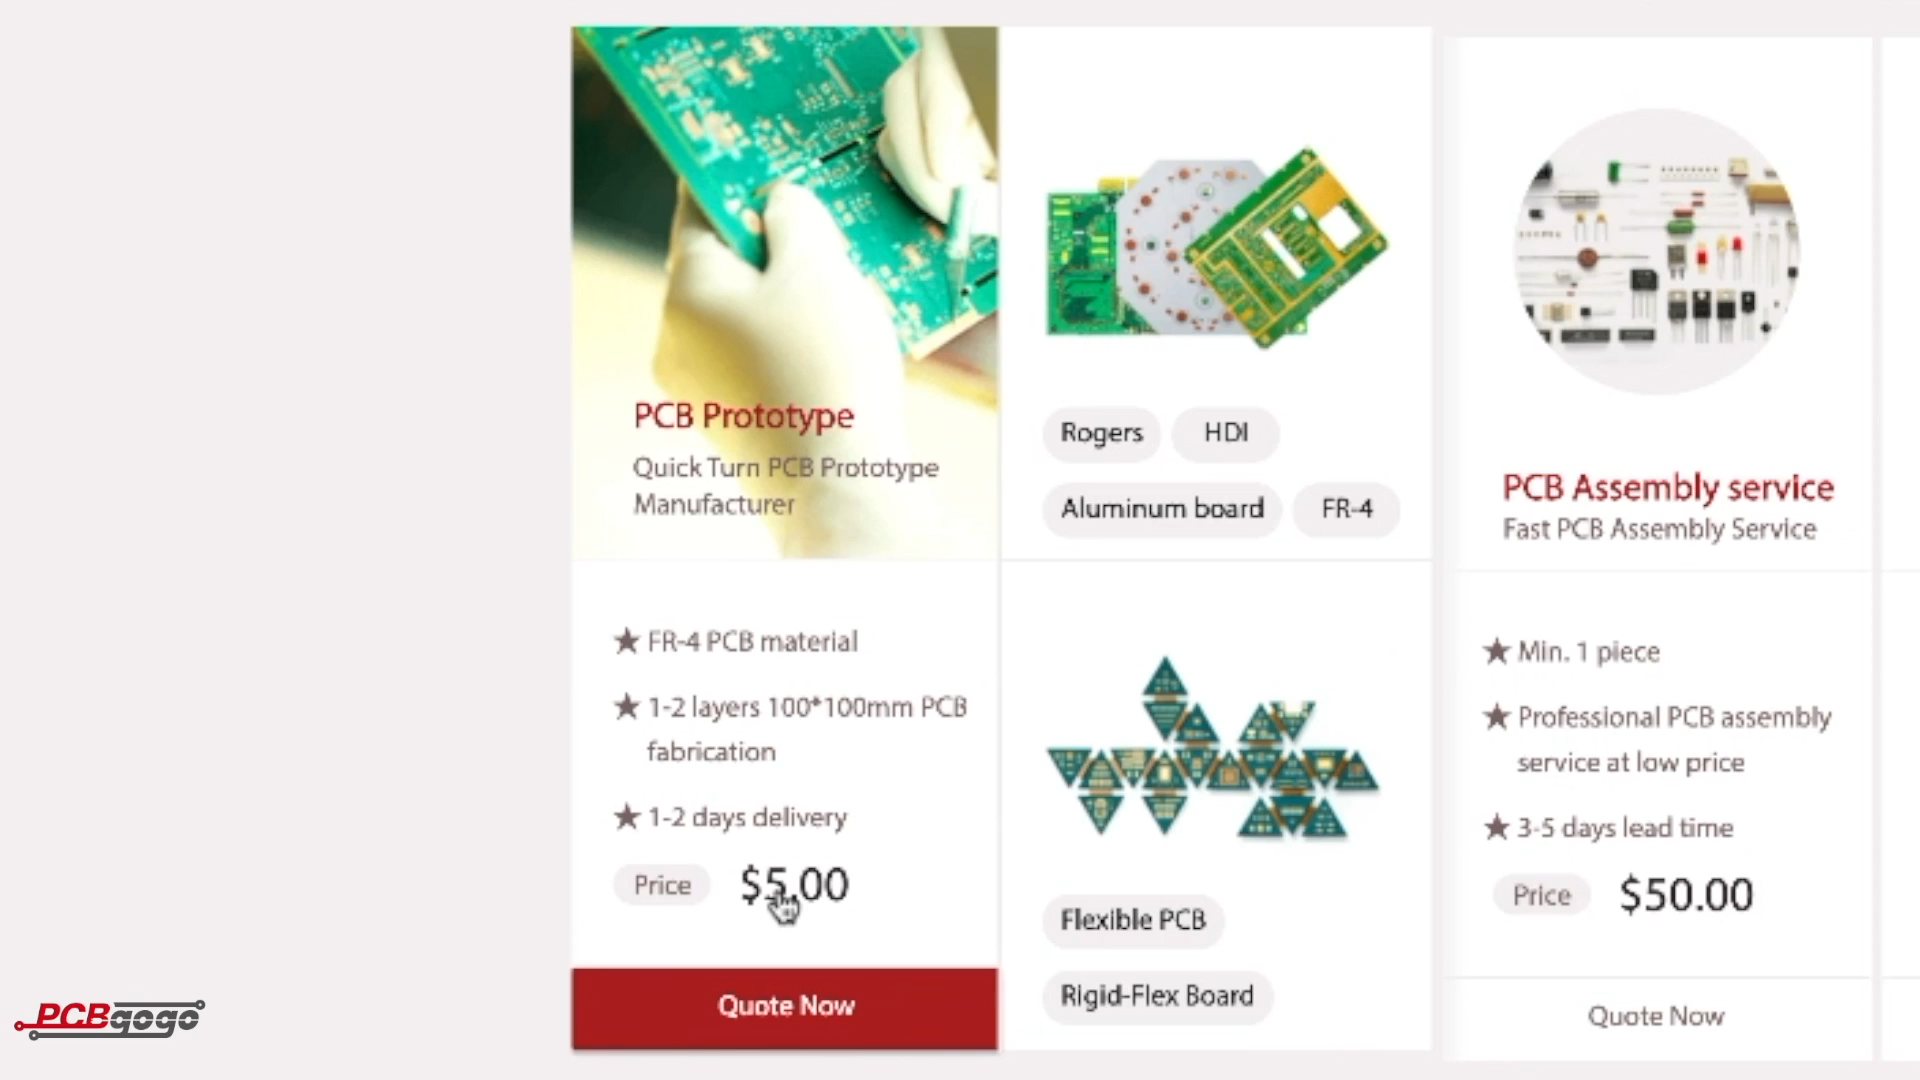 PCB Prototype
Quick Turn PCB Prototype
Manufacturer
★ FR-4 PCB material
★ 1-2 layers 100*100mm PCB
fabrication
★ 1-2 days delivery
Price $5.00
Quote Now
Rogers HDI
Aluminum board FR-4
Flexible PCB
Rigid-Flex Board
PCB Assembly service
Fast PCB Assembly Service
★ Min. 1 piece
★ Professional PCB assembly
service at low price
★ 3-5 days lead time
Price $50.00
Quote Now
PCBgogo